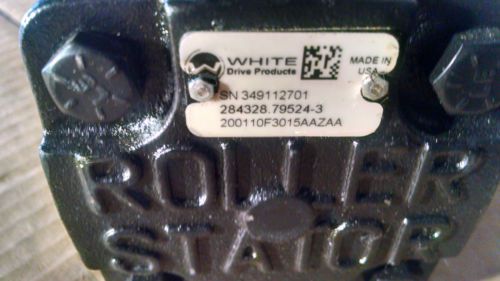 WHITE
Drive Products
MADE IN
USA
SN 349112701
284328.79524-3
200110F3015AAZAA
ROLLER
STATOR